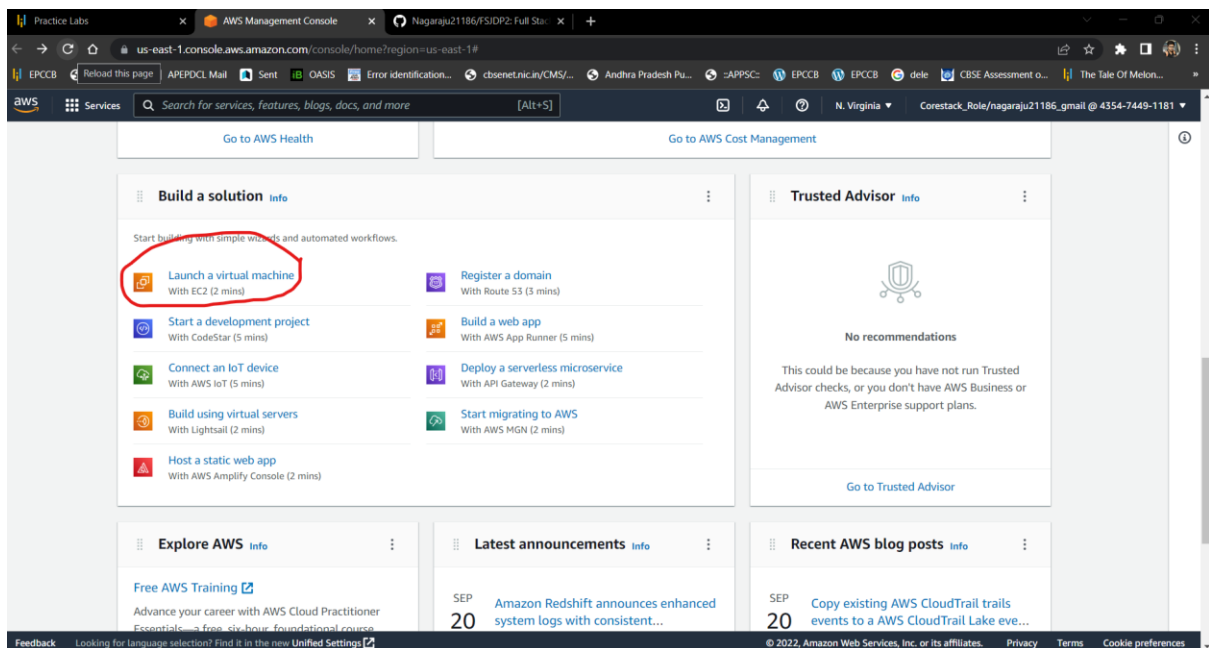 Practice Labs
AWS Management Console
Nagaraju21186/FSJDP2: Full Stac
us-east-1.console.aws.amazon.com/console/home?region=us-east-1#
EPCCB
Reload this page
APEPDCL Mail
Sent
OASIS
Error identification...
cbsenet.nic.in/CMS/...
Andhra Pradesh Pu...
::APPSC::
EPCCB
EPCCB
dele
CBSE Assessment o...
The Tale Of Melon...
»
aws
Services
Search for services, features, blogs, docs, and more
[Alt+S]
N. Virginia
Corestack_Role/nagaraju21186_gmail @ 4354-7449-1181
Go to AWS Health
Go to AWS Cost Management
Build a solution Info
Start building with simple wizards and automated workflows.
Launch a virtual machine
With EC2 (2 mins)
Start a development project
With CodeStar (5 mins)
Connect an IoT device
With AWS IoT (5 mins)
Build using virtual servers
With Lightsail (2 mins)
Host a static web app
With AWS Amplify Console (2 mins)
Register a domain
With Route 53 (3 mins)
Build a web app
With AWS App Runner (5 mins)
Deploy a serverless microservice
With API Gateway (2 mins)
Start migrating to AWS
With AWS MGN (2 mins)
Trusted Advisor Info
No recommendations
This could be because you have not run Trusted
Advisor checks, or you don't have AWS Business or
AWS Enterprise support plans.
Go to Trusted Advisor
Explore AWS Info
Free AWS Training
Advance your career with AWS Cloud Practitioner
Essentials—a free, six-hour, foundational course
Latest announcements Info
SEP
20
Amazon Redshift announces enhanced
system logs with consistent...
Recent AWS blog posts Info
SEP
20
Copy existing AWS CloudTrail trails
events to a AWS CloudTrail Lake eve...
Feedback
Looking for language selection? Find it in the new Unified Settings
© 2022, Amazon Web Services, Inc. or its affiliates.
Privacy
Terms
Cookie preferences